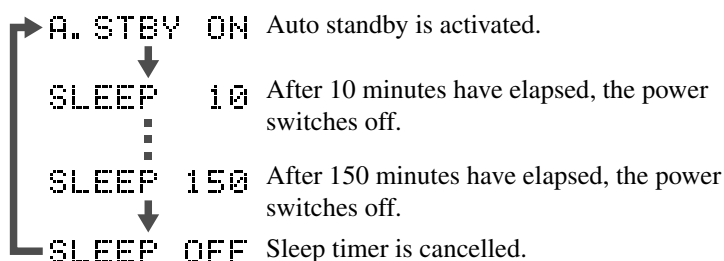 A. STBY ON Auto standby is activated.
SLEEP 10 After 10 minutes have elapsed, the power
switches off.
SLEEP 150 After 150 minutes have elapsed, the power
switches off.
SLEEP OFF Sleep timer is cancelled.